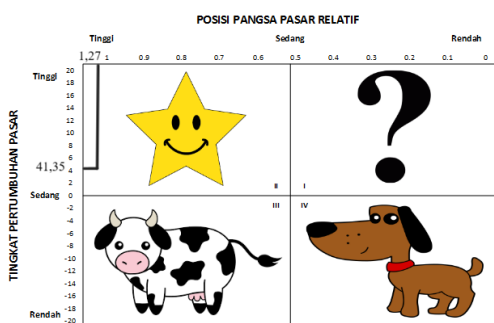 POSISI PANGSA PASAR RELATIF
Tinggi Sedang Rendah
1,27 1 0.9 0.8 0.7 0.6 0.5 0.4 0.3 0.2 0.1 0
TINGKAT PERTUMBUHAN PASAR
Tinggi 20
18
16
14
12
10
8
6
41,35 4
2
Sedang 0
II I
-2 III IV
-4
-6
-8
-10
-12
-14
-16
-18
Rendah -20
?